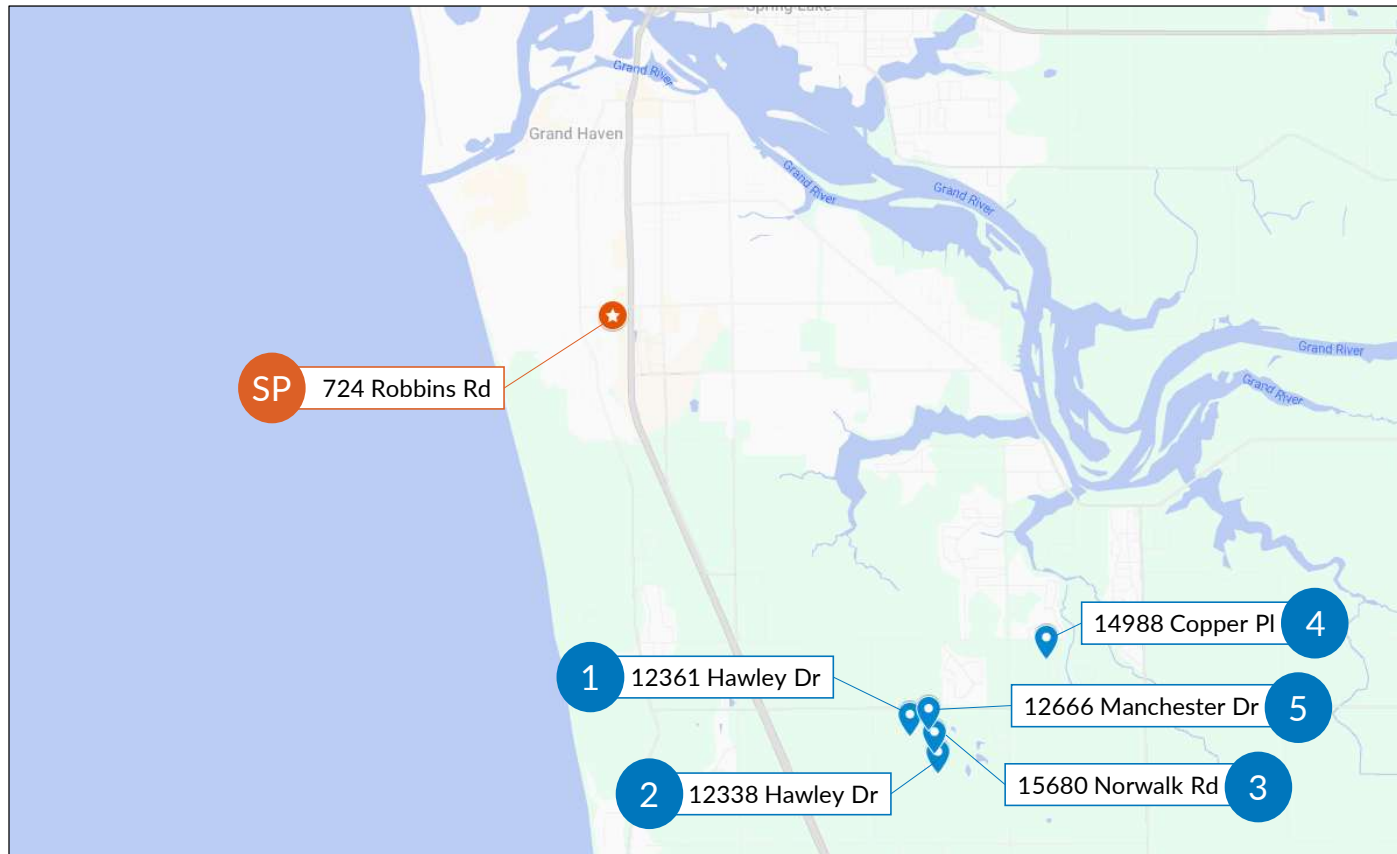 Spring Lake
Grand River
Grand Haven
Grand River
Grand River
Grand River
Grand River
SP 724 Robbins Rd
14988 Copper Pl 4
1 12361 Hawley Dr
12666 Manchester Dr 5
15680 Norwalk Rd 3
2 12338 Hawley Dr